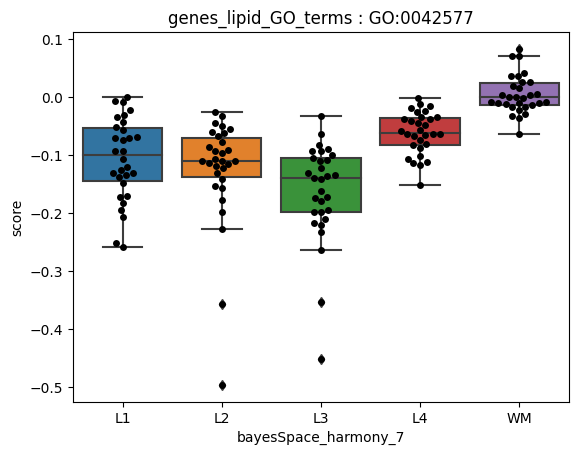 genes_lipid_GO_terms : GO:0042577
0.1
0.0
−0.1
−0.2
−0.3
−0.4
−0.5
score
L1 L2 L3 L4 WM
bayesSpace_harmony_7